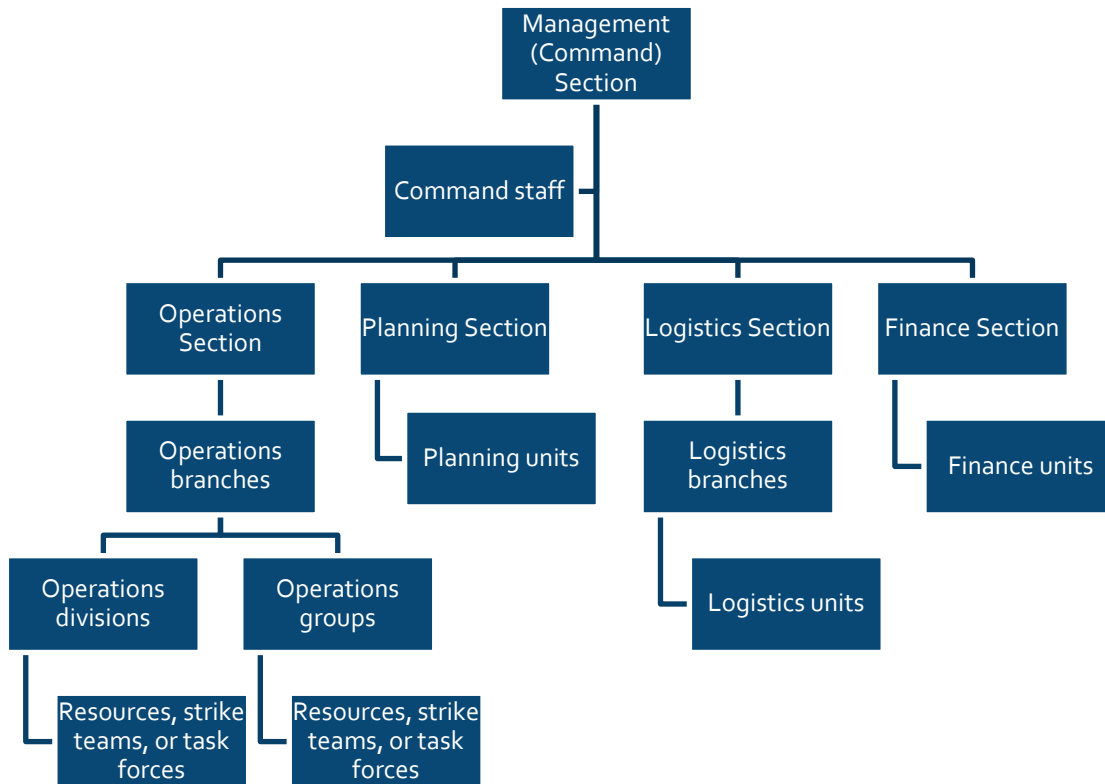 Management
(Command)
Section
Command staff
Operations
Section
Planning Section
Logistics Section
Finance Section
Operations
branches
Planning units
Logistics
branches
Finance units
Operations
divisions
Operations
groups
Logistics units
Resources, strike
teams, or task
forces
Resources, strike
teams, or task
forces